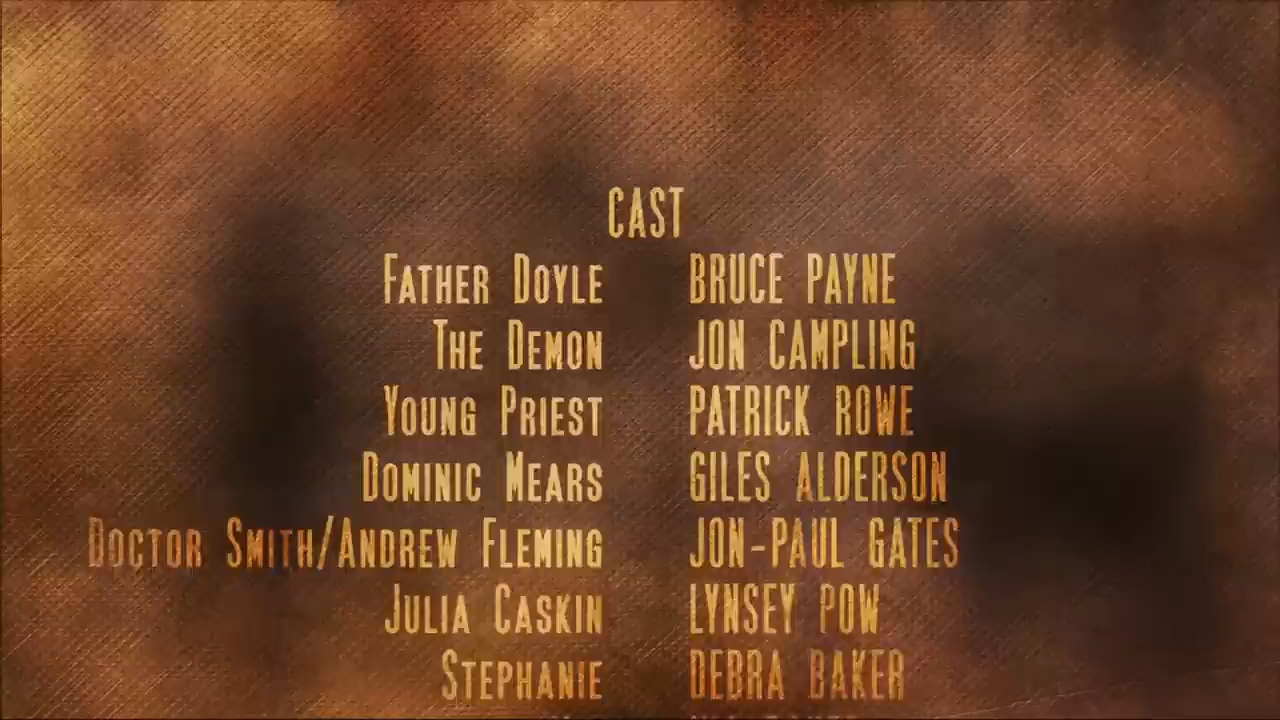 CAST
Father Doyle BRUCE PAYNE
The Demon JON CAMPLING
Young Priest PATRICK ROWE
Dominic Mears GILES ALDERSON
Doctor Smith/Andrew Fleming JON-PAUL GATES
Julia Caskin LYNSEY POW
Stephanie DEBRA BAKER